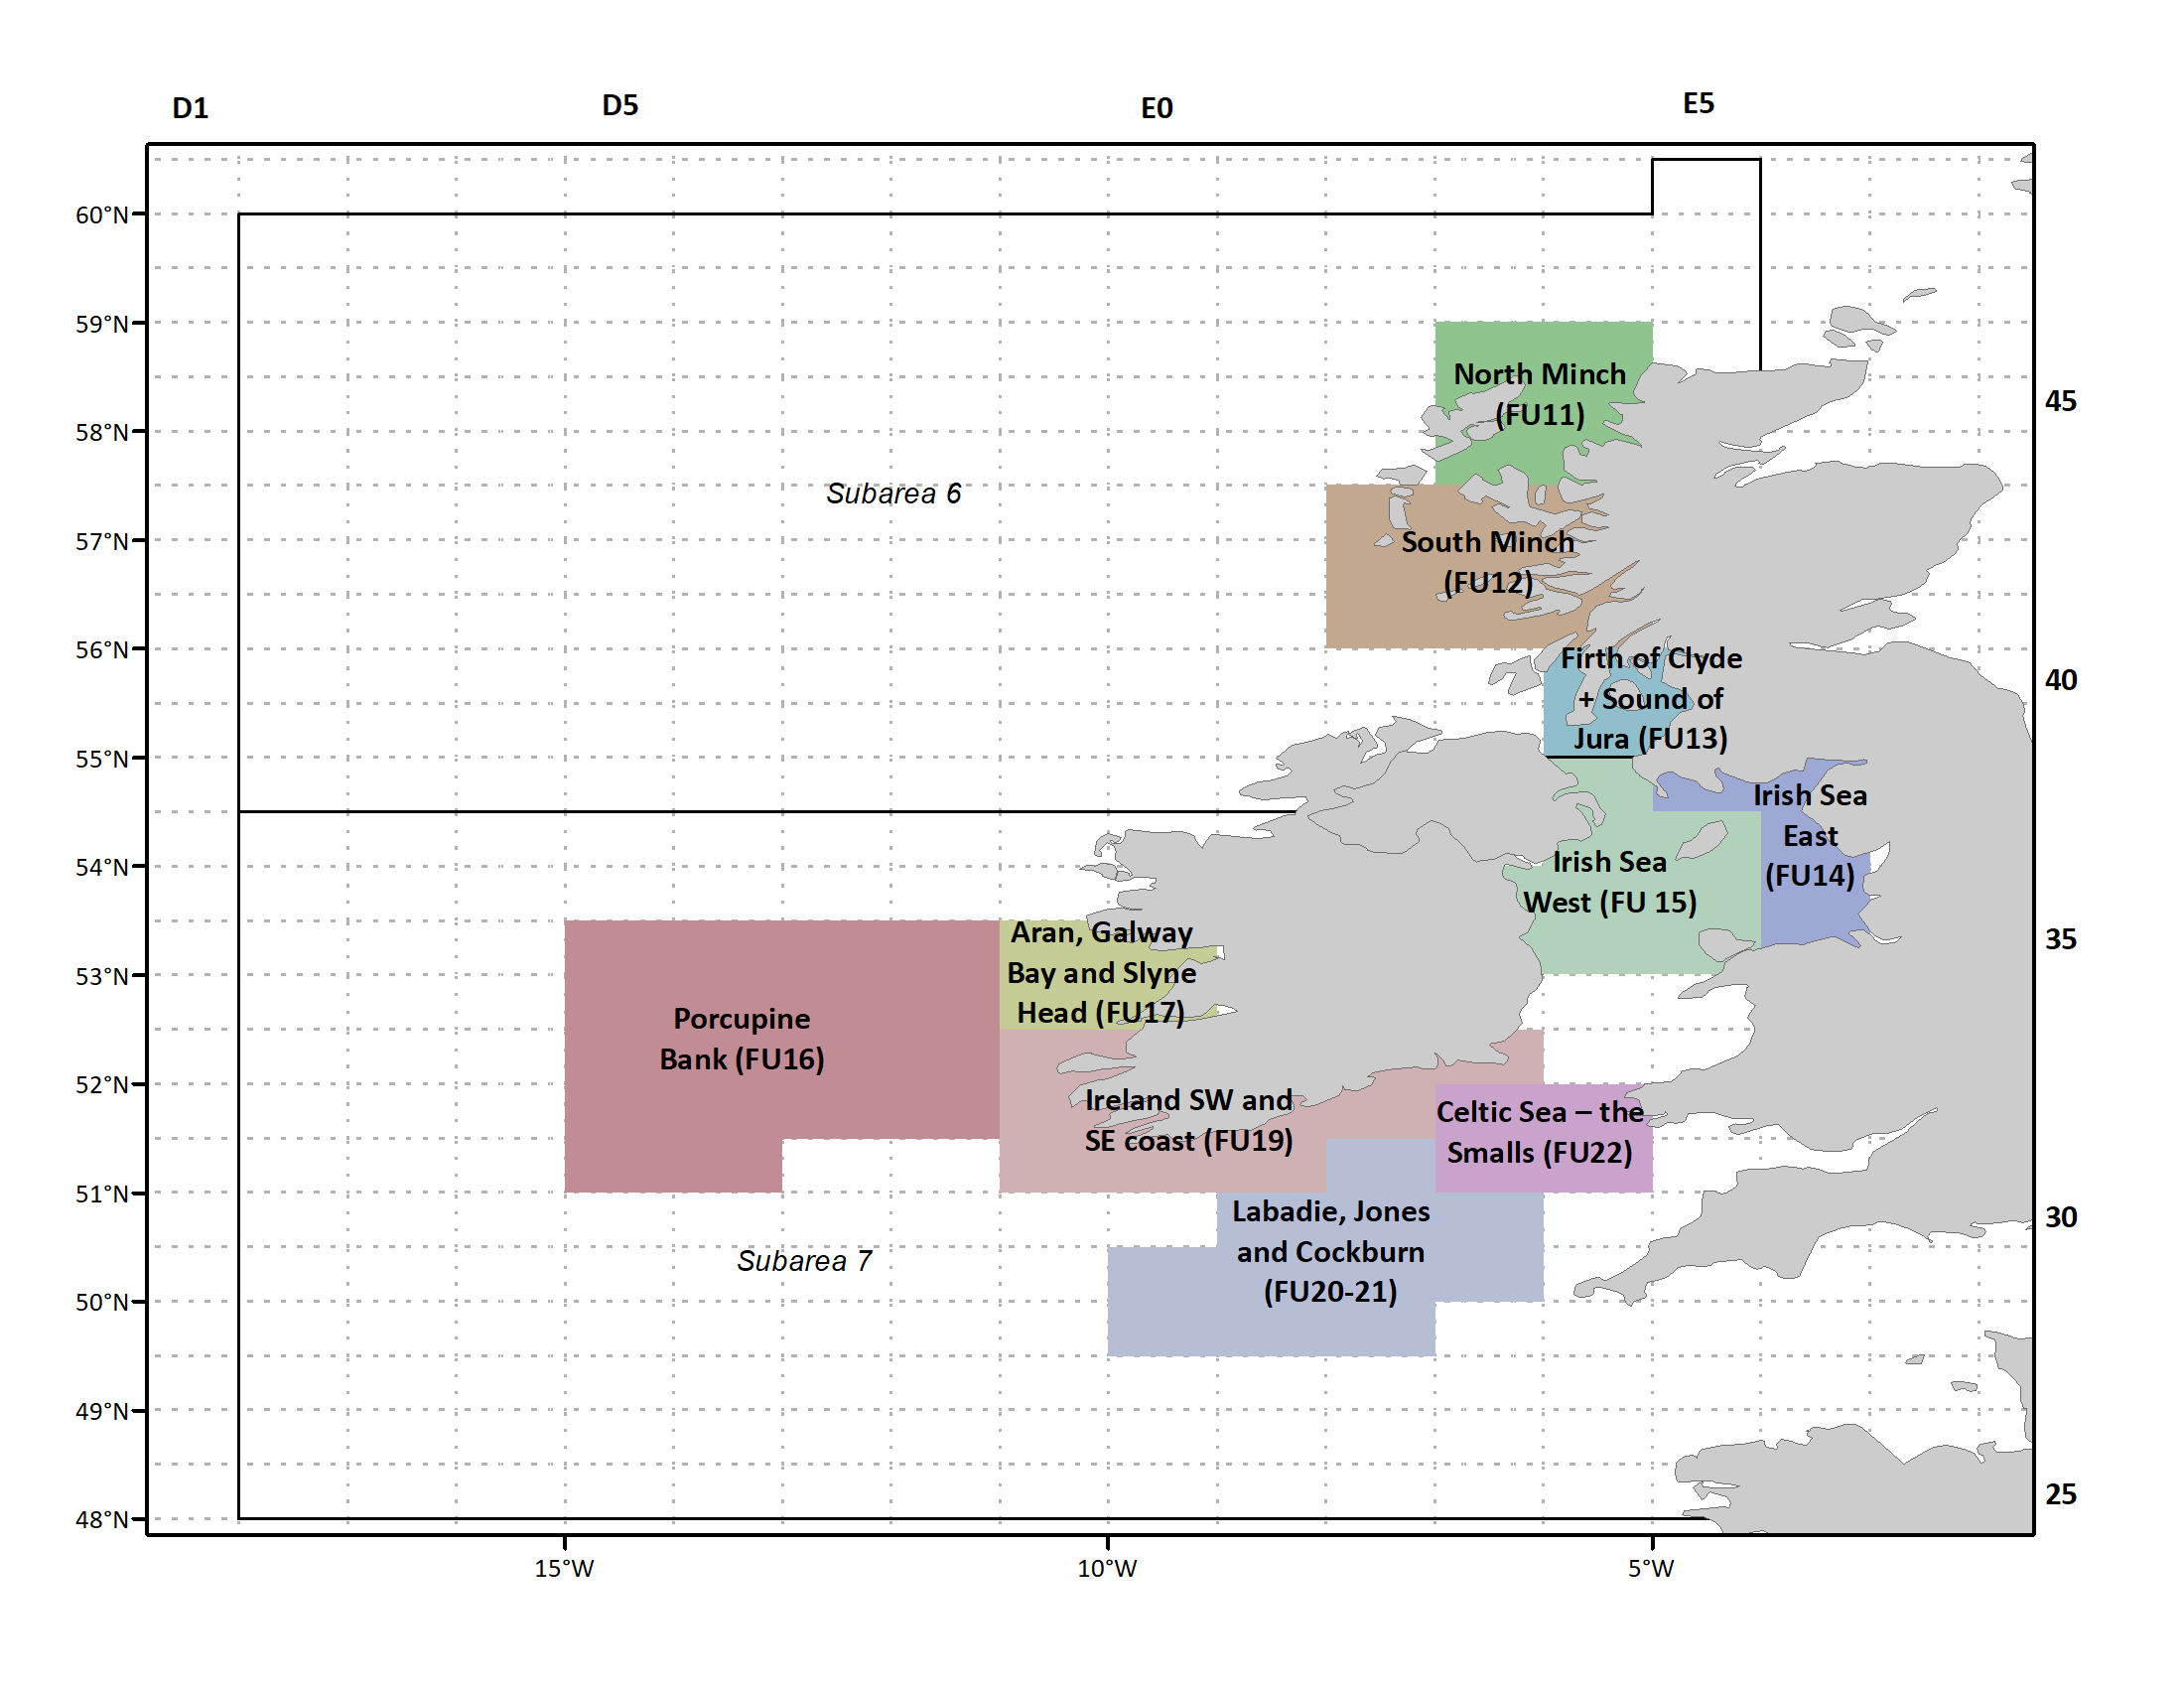 D1
D5
E0
E5
60°N
59°N
North Minch
(FU11)
45
58°N
Subarea 6
57°N
South Minch
(FU12)
56°N
Firth of Clyde
+ Sound of
Jura (FU13)
40
55°N
Irish Sea
East
(FU14)
54°N
Irish Sea
West (FU 15)
35
Aran, Galway
Bay and Slyne
Head (FU17)
53°N
Porcupine
Bank (FU16)
52°N
Ireland SW and
SE coast (FU19)
Celtic Sea – the
Smalls (FU22)
51°N
Labadie, Jones
and Cockburn
(FU20-21)
30
Subarea 7
50°N
49°N
25
48°N
15°W
10°W
5°W